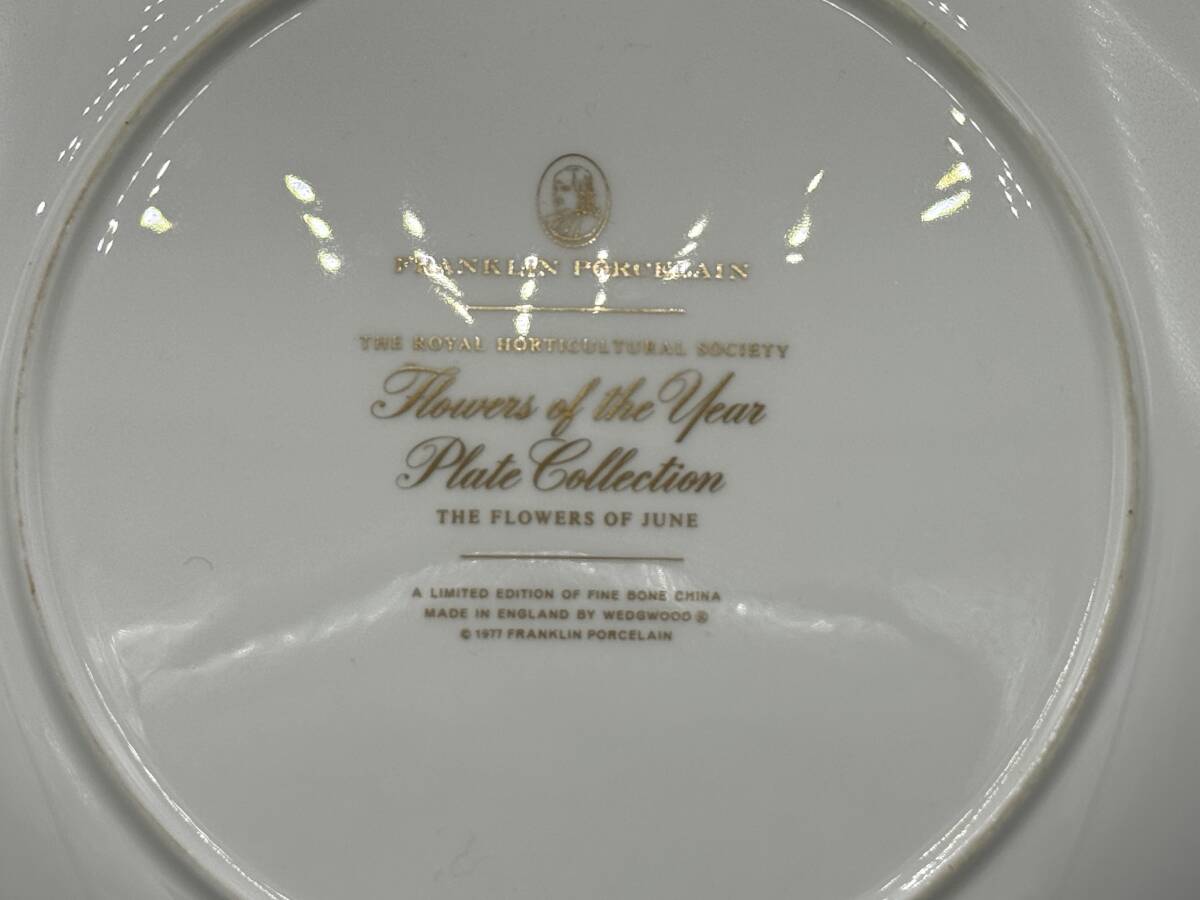 FRANKLIN PORCELAIN
THE ROYAL HORTICULTURAL SOCIETY
Flowers of the Year
Plate Collection
THE FLOWERS OF JUNE
A LIMITED EDITION OF FINE BONE CHINA
MADE IN ENGLAND BY WEDGWOOD ®
© 1977 FRANKLIN PORCELAIN